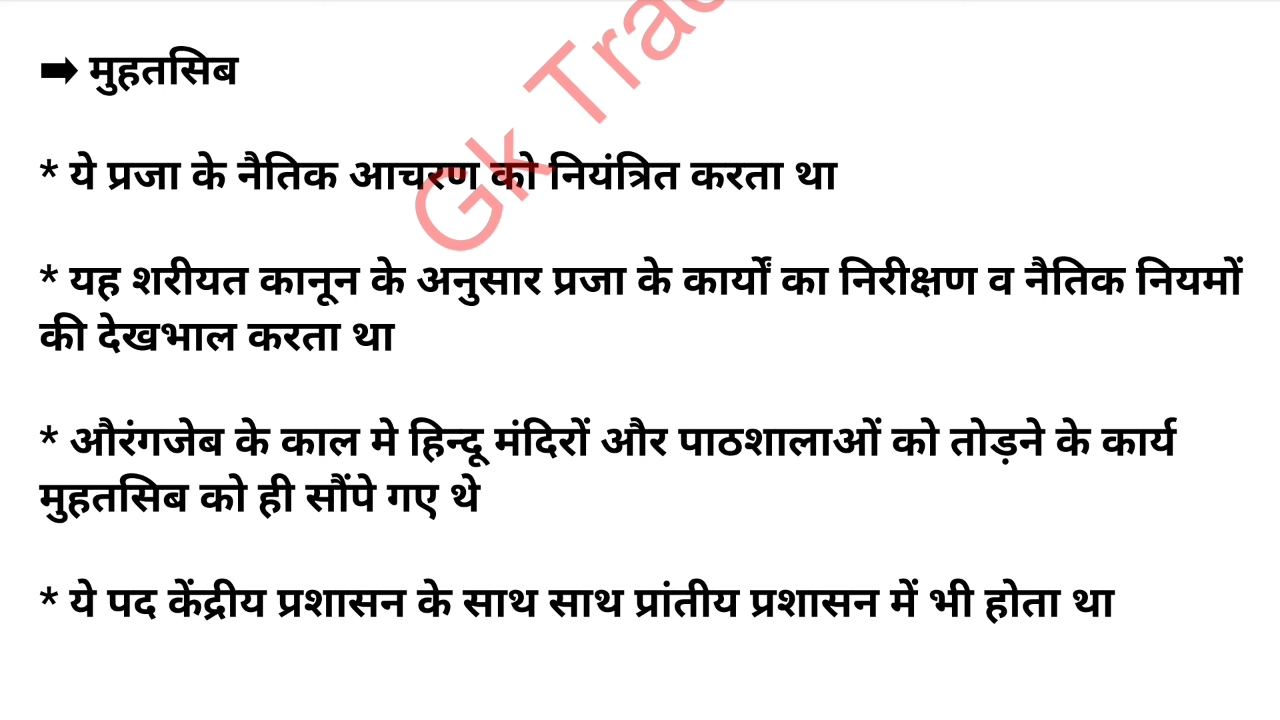 ➡ मुहतसिब
* ये प्रजा के नैतिक आचरण को नियंत्रित करता था
* यह शरीयत कानून के अनुसार प्रजा के कार्यों का निरीक्षण व नैतिक नियमों
की देखभाल करता था
* औरंगजेब के काल मे हिन्दू मंदिरों और पाठशालाओं को तोड़ने के कार्य
मुहतसिब को ही सौंपे गए थे
* ये पद केंद्रीय प्रशासन के साथ साथ प्रांतीय प्रशासन में भी होता था
Gk